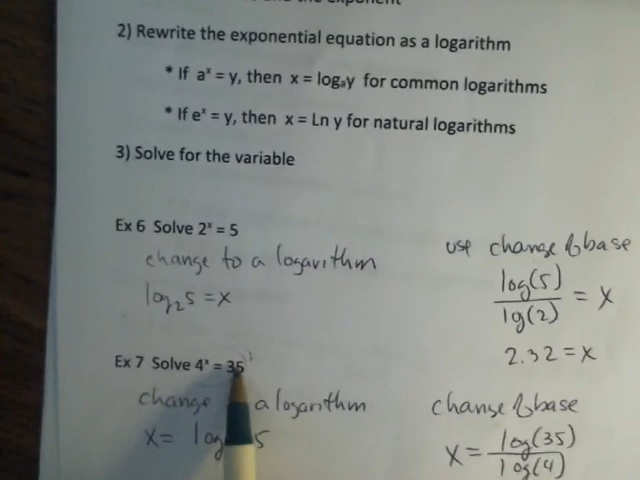 and the exponent
2) Rewrite the exponential equation as a logarithm
* If aˣ = y, then x = logₐy for common logarithms
* If eˣ = y, then x = Ln y for natural logarithms
3) Solve for the variable
Ex 6 Solve 2ˣ = 5
change to a logarithm
log₂5 = x
use change of base
log(5)
lg(2)
= x
2.32 = x
Ex 7 Solve 4ˣ = 35
change a logarithm
x = log 5
change of base
x = log(35)
log(4)